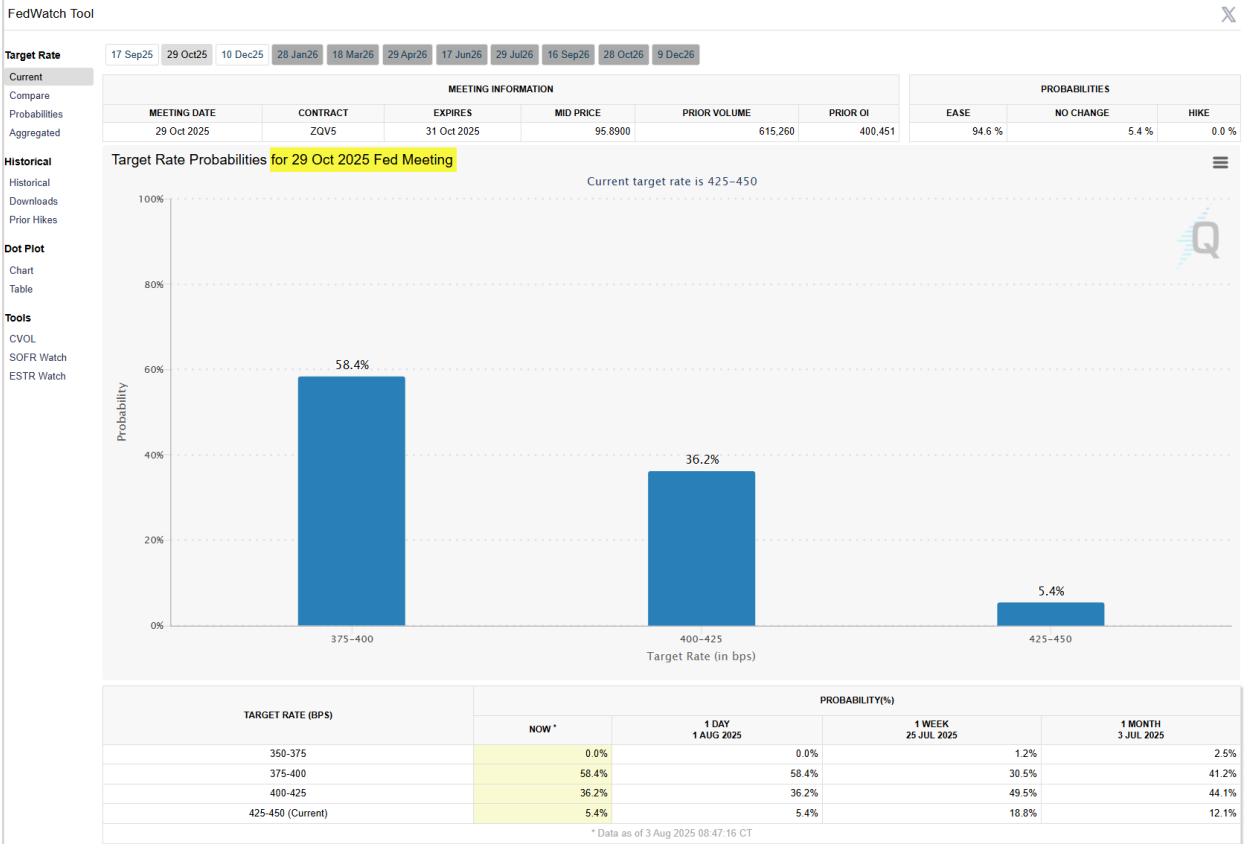 FedWatch Tool
Target Rate
Current
Compare
Probabilities
Aggregated
Historical
Historical
Downloads
Prior Hikes
Dot Plot
Chart
Table
Tools
CVOL
SOFR Watch
ESTR Watch
17 Sep25 29 Oct25 10 Dec25 28 Jan26 18 Mar26 29 Apr26 17 Jun26 29 Jul26 16 Sep26 28 Oct26 9 Dec26
MEETING INFORMATION
MEETING DATE CONTRACT EXPIRES MID PRICE PRIOR VOLUME PRIOR OI
29 Oct 2025 ZQV5 31 Oct 2025 95.8900 615,260 400,451
PROBABILITIES
EASE NO CHANGE HIKE
94.6 % 5.4 % 0.0 %
Target Rate Probabilities for 29 Oct 2025 Fed Meeting
Current target rate is 425-450
Q
Probability
100%
80%
60%
40%
20%
0%
58.4%
36.2%
5.4%
375-400 400-425 425-450
Target Rate (in bps)
TARGET RATE (BPS) PROBABILITY(%)
NOW * 1 DAY 1 WEEK 1 MONTH
1 AUG 2025 25 JUL 2025 3 JUL 2025
350-375 0.0% 0.0% 1.2% 2.5%
375-400 58.4% 58.4% 30.5% 41.2%
400-425 36.2% 36.2% 49.5% 44.1%
425-450 (Current) 5.4% 5.4% 18.8% 12.1%
* Data as of 3 Aug 2025 08:47:16 CT